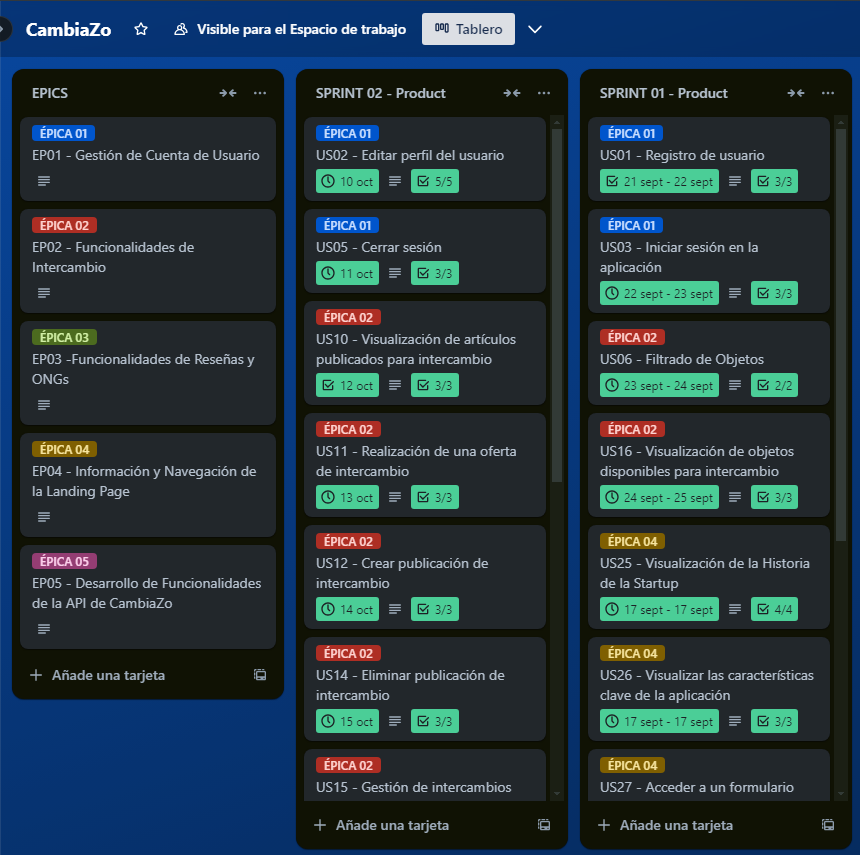 CambiaZo
Visible para el Espacio de trabajo
Tablero
EPICS
ÉPICA 01
EP01 - Gestión de Cuenta de Usuario
ÉPICA 02
EP02 - Funcionalidades de
Intercambio
ÉPICA 03
EP03 -Funcionalidades de Reseñas y
ONGs
ÉPICA 04
EP04 - Información y Navegación de
la Landing Page
ÉPICA 05
EP05 - Desarrollo de Funcionalidades
de la API de CambiaZo
Añade una tarjeta
SPRINT 02 - Product
ÉPICA 01
US02 - Editar perfil del usuario
10 oct 5/5
ÉPICA 01
US05 - Cerrar sesión
11 oct 3/3
ÉPICA 02
US10 - Visualización de artículos
publicados para intercambio
12 oct 3/3
ÉPICA 02
US11 - Realización de una oferta
de intercambio
13 oct 3/3
ÉPICA 02
US12 - Crear publicación de
intercambio
14 oct 3/3
ÉPICA 02
US14 - Eliminar publicación de
intercambio
15 oct 3/3
ÉPICA 02
US15 - Gestión de intercambios
Añade una tarjeta
SPRINT 01 - Product
ÉPICA 01
US01 - Registro de usuario
21 sept - 22 sept 3/3
ÉPICA 01
US03 - Iniciar sesión en la
aplicación
22 sept - 23 sept 3/3
ÉPICA 02
US06 - Filtrado de Objetos
23 sept - 24 sept 2/2
ÉPICA 02
US16 - Visualización de objetos
disponibles para intercambio
24 sept - 25 sept 3/3
ÉPICA 04
US25 - Visualización de la Historia
de la Startup
17 sept - 17 sept 4/4
ÉPICA 04
US26 - Visualizar las características
clave de la aplicación
17 sept - 17 sept 3/3
ÉPICA 04
US27 - Acceder a un formulario
Añade una tarjeta